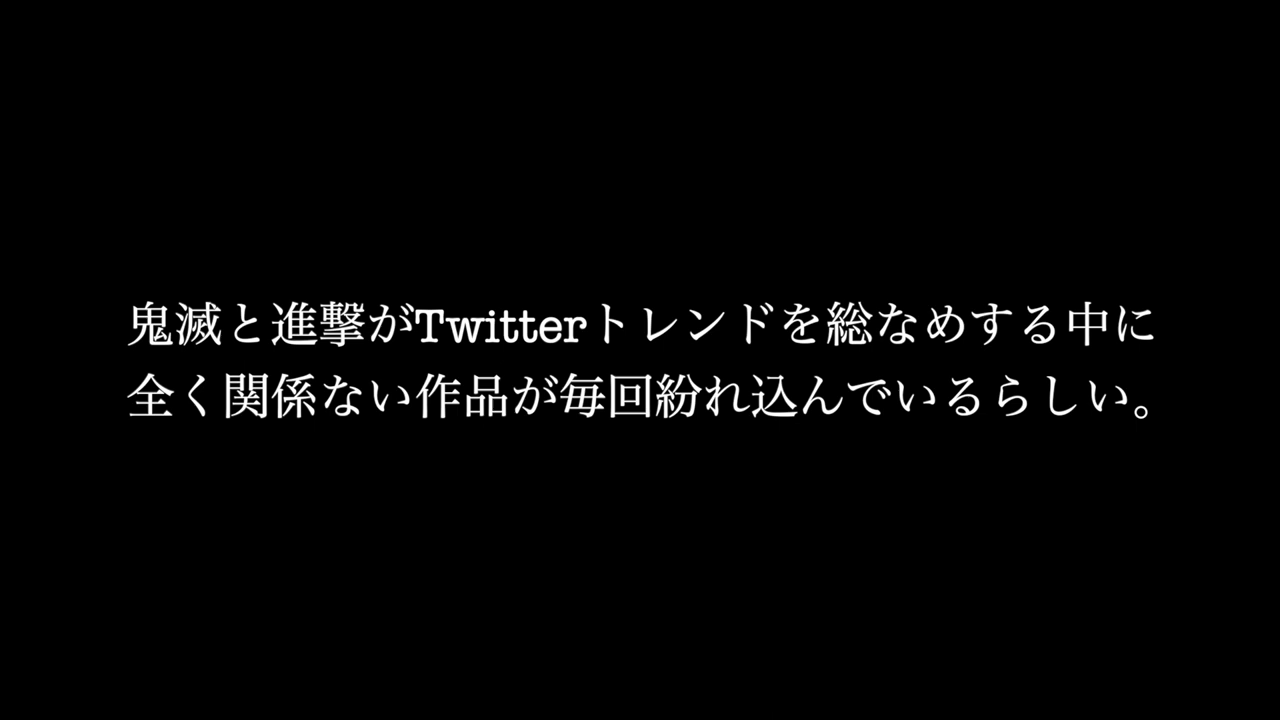 鬼滅と進撃がTwitterトレンドを総なめする中に
全く関係ない作品が毎回紛れ込んでいるらしい。